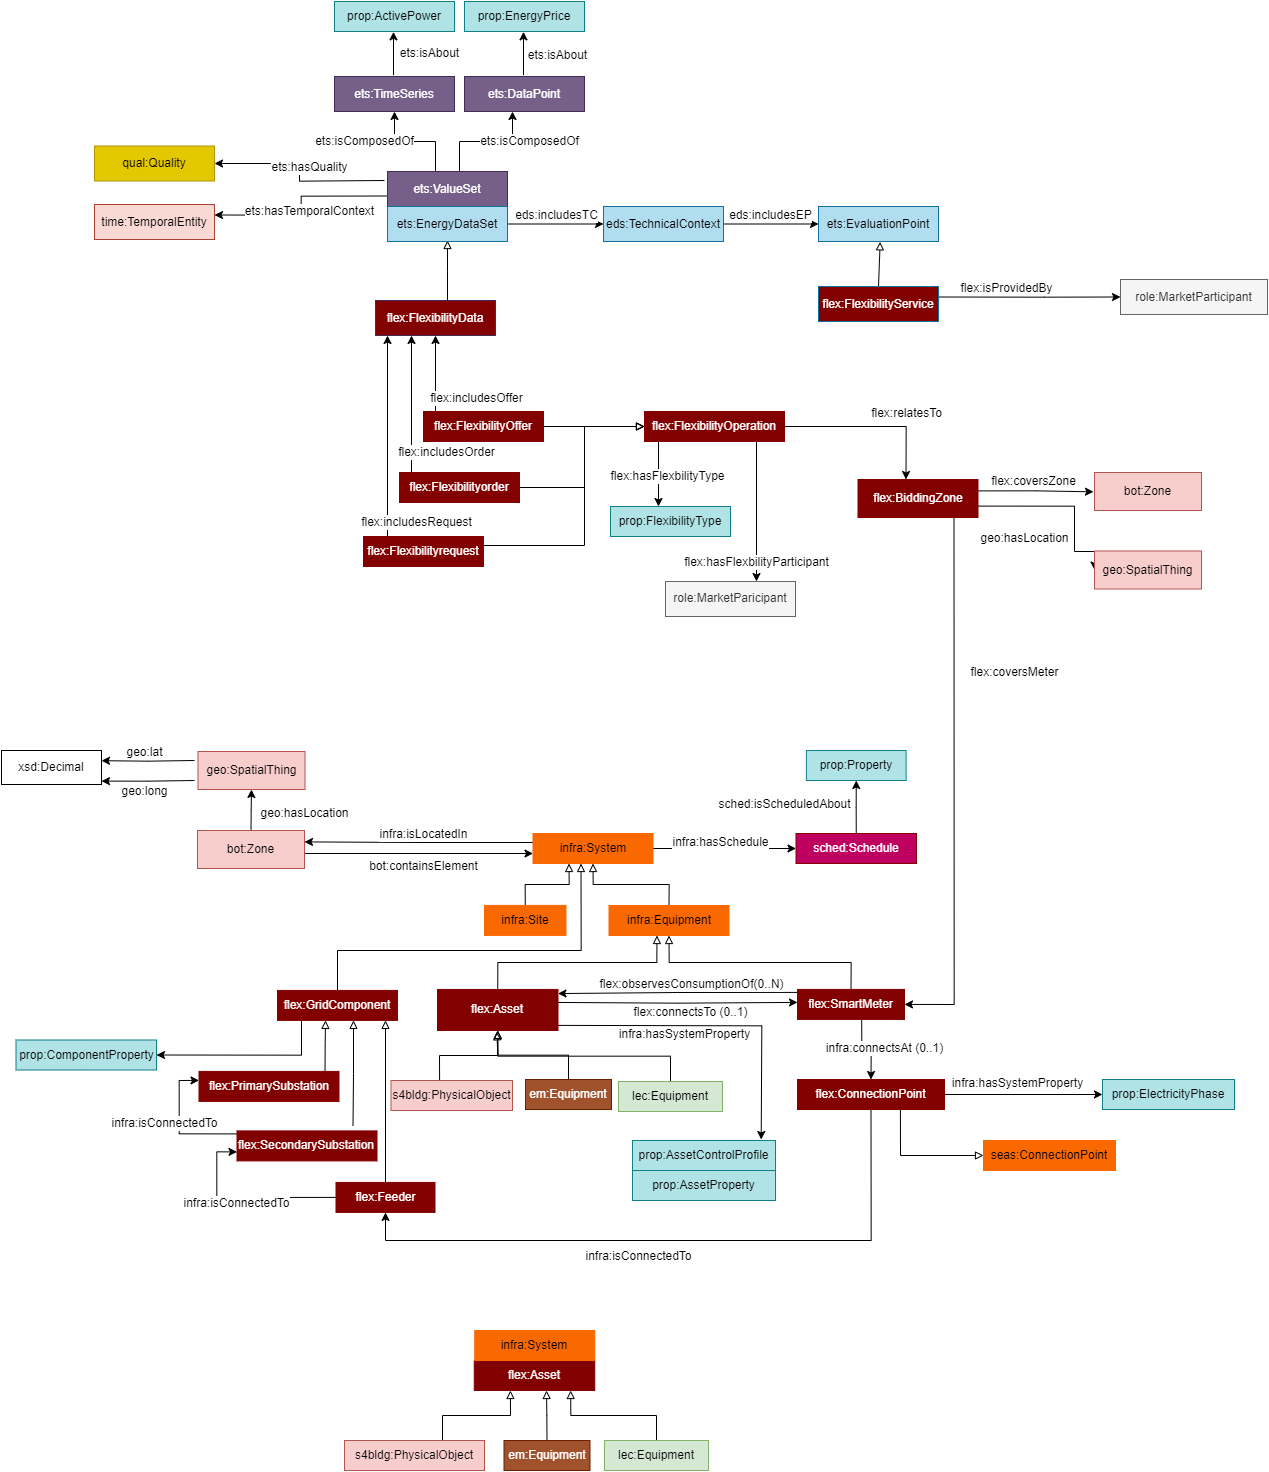 prop:ActivePower
prop:EnergyPrice
ets:isAbout
ets:isAbout
ets:TimeSeries
ets:DataPoint
ets:isComposedOf
ets:isComposedOf
qual:Quality
ets:hasQuality
ets:ValueSet
time:TemporalEntity
ets:hasTemporalContext
ets:EnergyDataSet
eds:includesTC
eds:TechnicalContext
eds:includesEP
ets:EvaluationPoint
flex:FlexibilityData
flex:FlexibilityService
flex:isProvidedBy
role:MarketParticipant
flex:includesOffer
flex:FlexibilityOffer
flex:FlexibilityOperation
flex:relatesTo
flex:includesOrder
flex:Flexibilityorder
flex:hasFlexbilityType
flex:BiddingZone
flex:coversZone
bot:Zone
flex:includesRequest
prop:FlexibilityType
flex:Flexibilityrequest
geo:hasLocation
flex:hasFlexbilityParticipant
geo:SpatialThing
role:MarketParicipant
flex:coversMeter
geo:lat
xsd:Decimal
geo:SpatialThing
prop:Property
geo:long
geo:hasLocation
sched:isScheduledAbout
infra:isLocatedIn
bot:Zone
infra:System
infra:hasSchedule
sched:Schedule
bot:containsElement
infra:Site
infra:Equipment
flex:observesConsumptionOf(0..N)
flex:GridComponent
flex:Asset
flex:SmartMeter
flex:connectsTo (0..1)
infra:hasSystemProperty
prop:ComponentProperty
infra:connectsAt (0..1)
flex:PrimarySubstation
s4bldg:PhysicalObject
em:Equipment
lec:Equipment
flex:ConnectionPoint
infra:hasSystemProperty
prop:ElectricityPhase
infra:isConnectedTo
flex:SecondarySubstation
prop:AssetControlProfile
seas:ConnectionPoint
prop:AssetProperty
infra:isConnectedTo
flex:Feeder
infra:isConnectedTo
infra:System
flex:Asset
s4bldg:PhysicalObject
em:Equipment
lec:Equipment